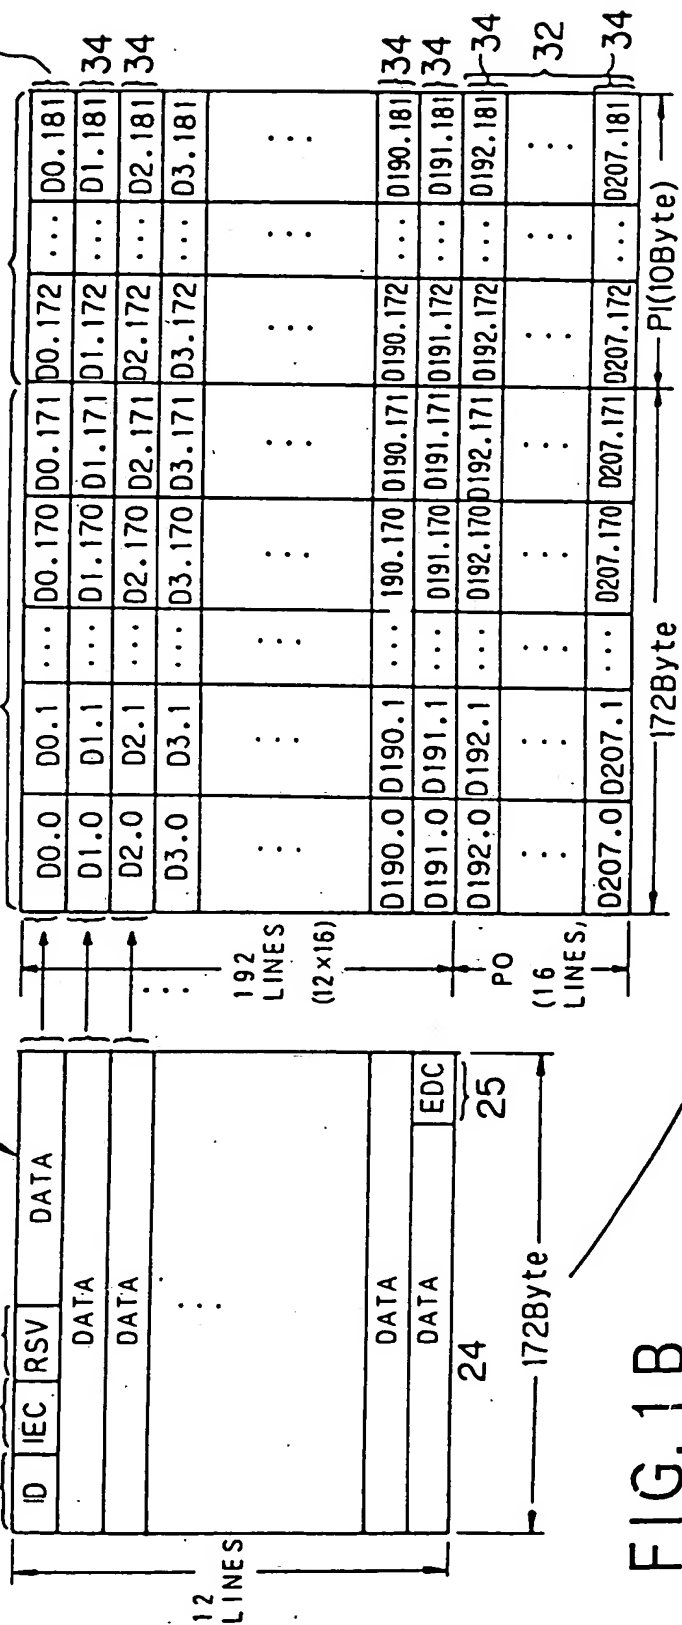 ID IEC RSV DATA
DATA
DATA
...
DATA
DATA EDC
24
25
12
LINES
172Byte
FIG. 1B
D0.0 D0.1 ... D0.170 D0.171 D0.172 ... D0.181
D1.0 D1.1 ... D1.170 D1.171 D1.172 ... D1.181 34
D2.0 D2.1 ... D2.170 D2.171 D2.172 ... D2.181 34
D3.0 D3.1 ... D3.170 D3.171 D3.172 ... D3.181
... ... ... ... ... ... ... ...
D190.0 D190.1 ... 190.170 D190.171 D190.172 ... D190.181 34
D191.0 D191.1 ... D191.170 D191.171 D191.172 ... D191.181 34
D192.0 D192.1 ... D192.170 D192.171 D192.172 ... D192.181 34
... ... ... ... ... ... ... ... 32
D207.0 D207.1 ... D207.170 D207.171 D207.172 ... D207.181 34
...
192
LINES
(12×16)
PO
(16
LINES)
172Byte PI(10Byte)